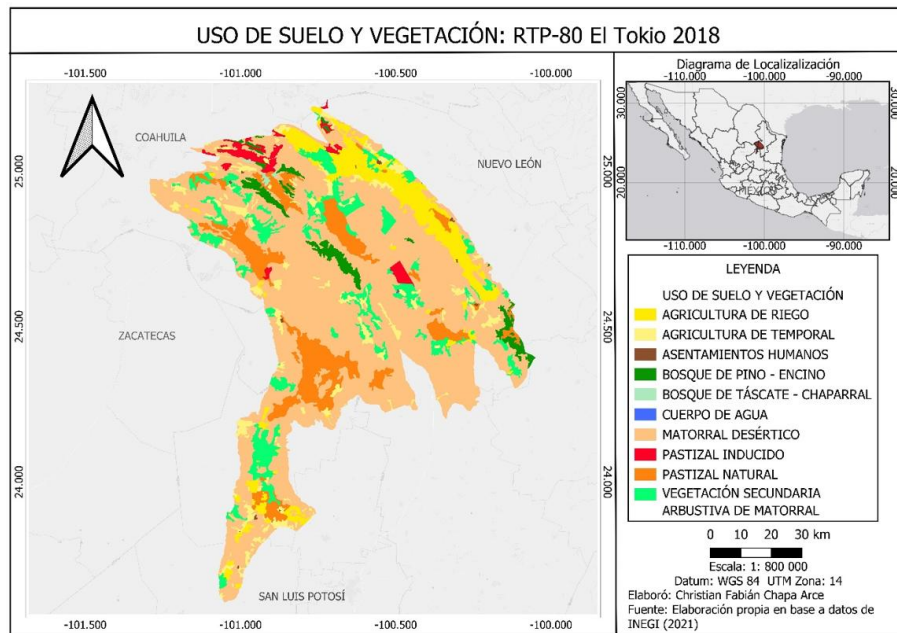 USO DE SUELO Y VEGETACIÓN: RTP-80 El Tokio 2018
-101.500 -101.000 -100.500 -100.000
COAHUILA
NUEVO LEÓN
25.000 25.000
ZACATECAS
24.500 24.500
24.000 24.000
SAN LUIS POTOSÍ
-101.500 -101.000 -100.500 -100.000
Diagrama de Localización
-110.000 -100.000 -90.000
30.000 30.000
25.000 25.000
20.000 20.000
MÉXICO
-110.000 -100.000 -90.000
LEYENDA
USO DE SUELO Y VEGETACIÓN
AGRICULTURA DE RIEGO
AGRICULTURA DE TEMPORAL
ASENTAMIENTOS HUMANOS
BOSQUE DE PINO - ENCINO
BOSQUE DE TÁSCATE - CHAPARRAL
CUERPO DE AGUA
MATORRAL DESÉRTICO
PASTIZAL INDUCIDO
PASTIZAL NATURAL
VEGETACIÓN SECUNDARIA
ARBUSTIVA DE MATORRAL
0 10 20 30 km
Escala: 1: 800 000
Datum: WGS 84 UTM Zona: 14
Elaboró: Christian Fabián Chapa Arce
Fuente: Elaboración propia en base a datos de
INEGI (2021)